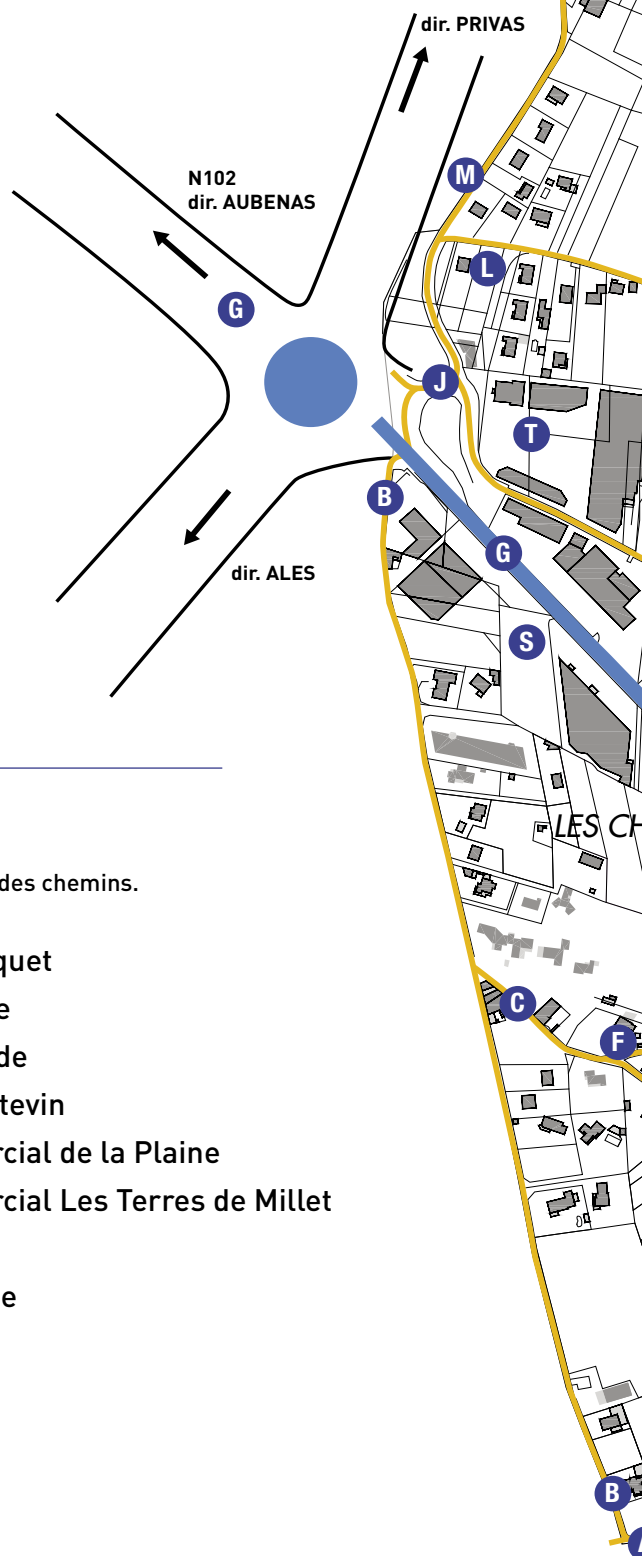 dir. PRIVAS
N102
dir. AUBENAS
M
L
G
J
T
B
G
dir. ALES
S
LES CH
des chemins.
quet
e
C
de
F
tevin
rcial de la Plaine
rcial Les Terres de Millet
e
B